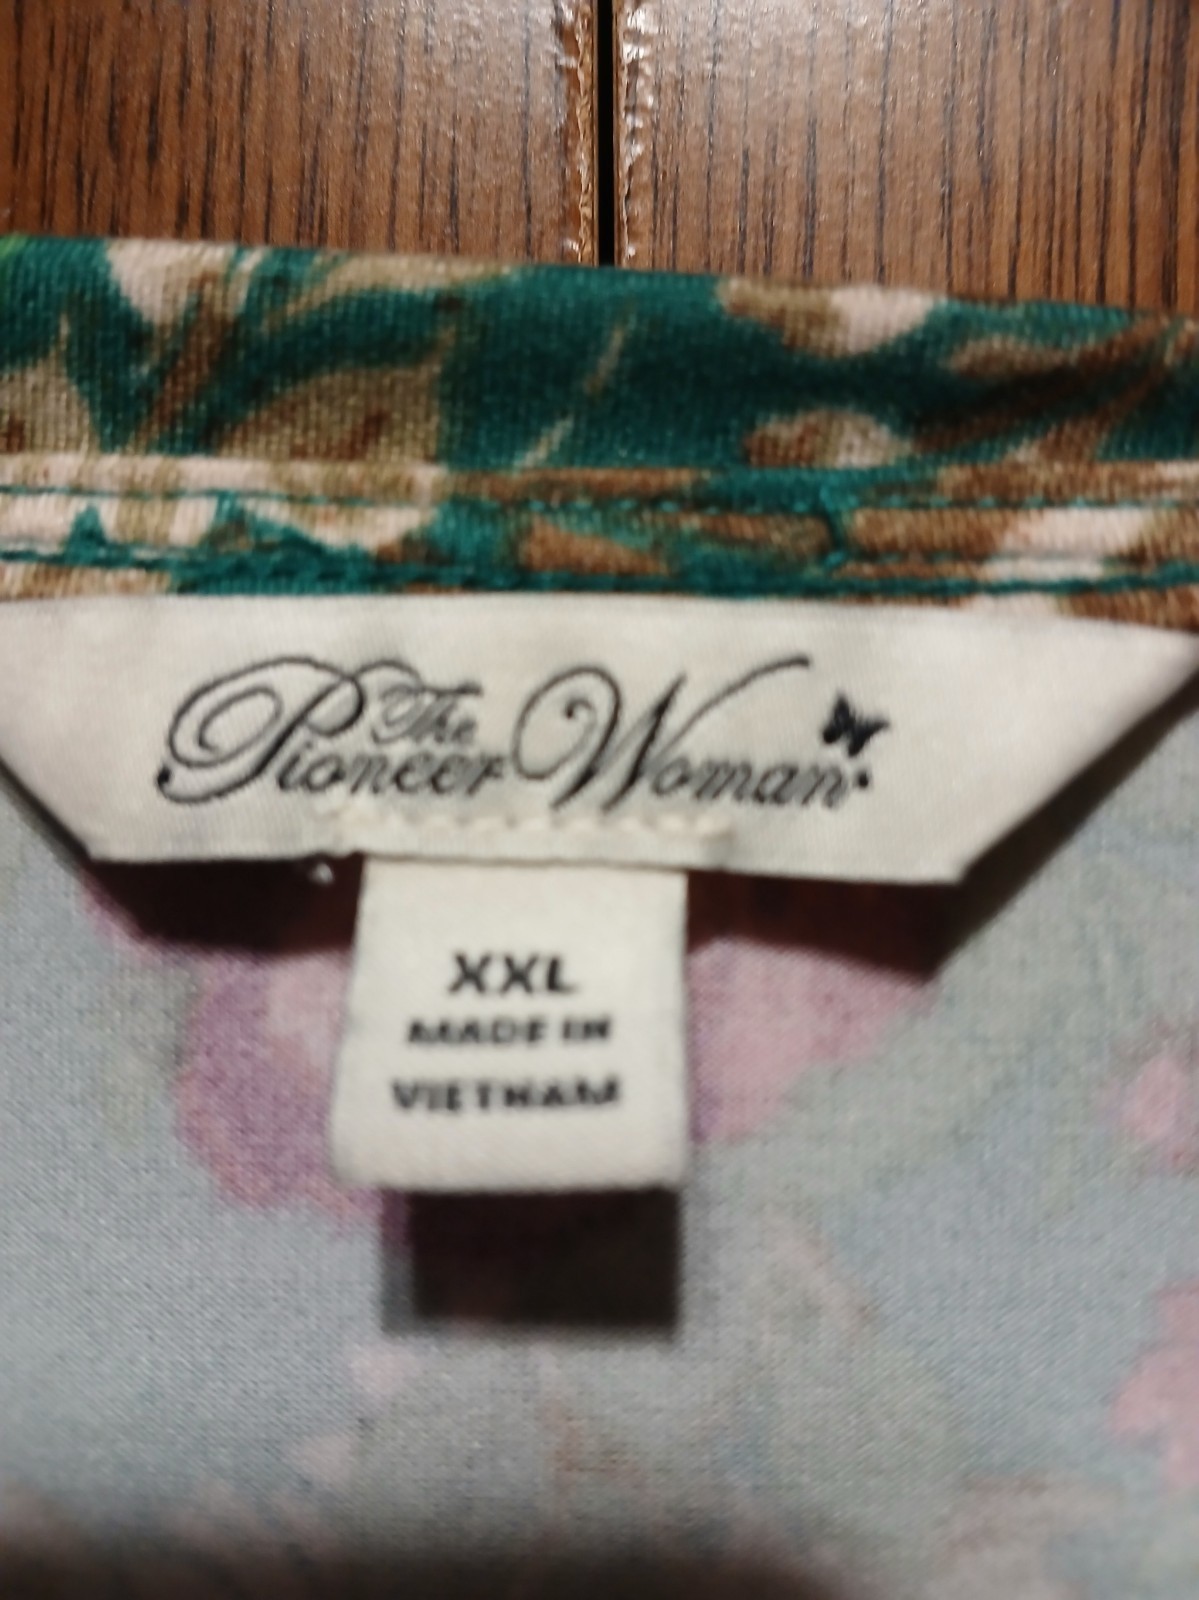 The
Pioneer Woman
XXL
MADE IN
VIETNAM